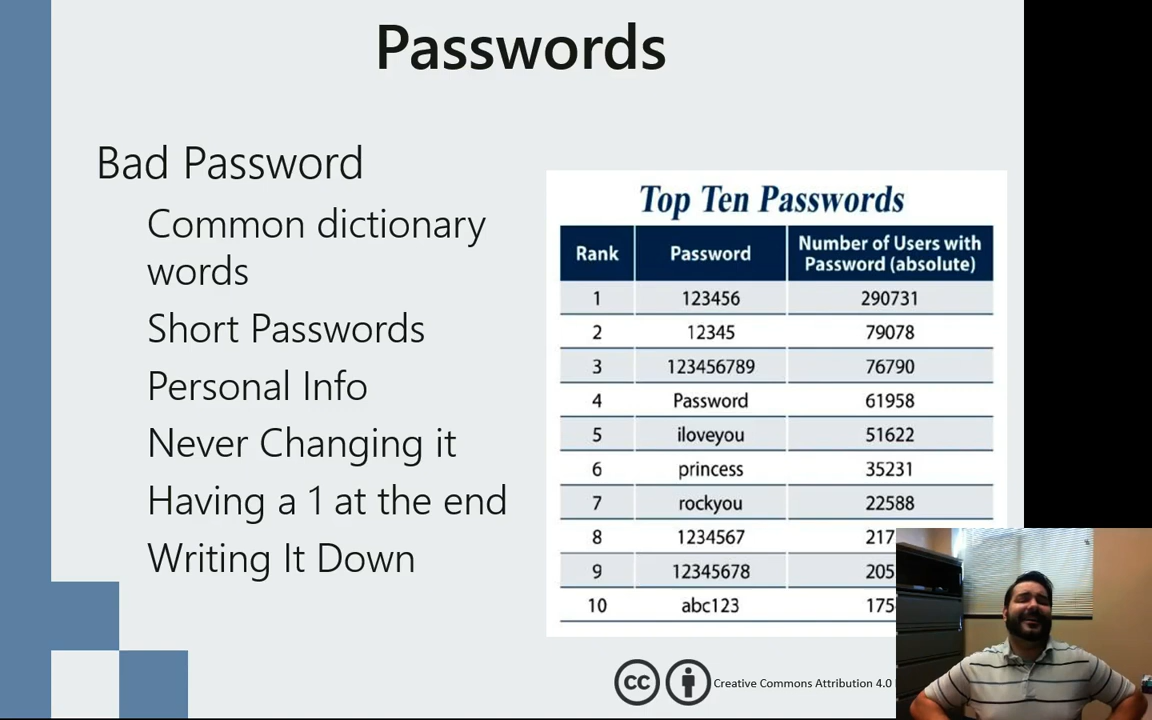 Passwords
Bad Password
Common dictionary
words
Short Passwords
Personal Info
Never Changing it
Having a 1 at the end
Writing It Down
Top Ten Passwords
Rank Password Number of Users with
Password (absolute)
1 123456 290731
2 12345 79078
3 123456789 76790
4 Password 61958
5 iloveyou 51622
6 princess 35231
7 rockyou 22588
8 1234567 217
9 12345678 205
10 abc123 175
cc
Creative Commons Attribution 4.0